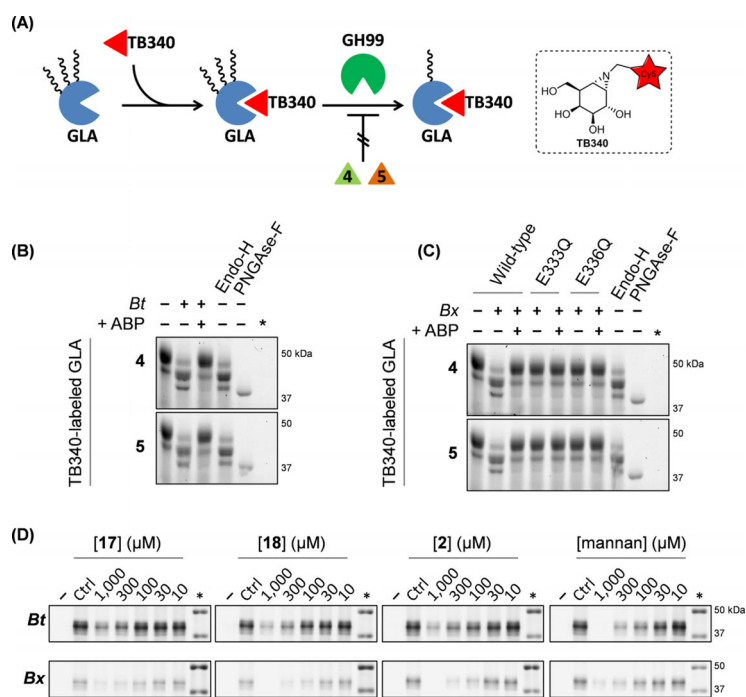 (A)
TB340
GH99
TB340
TB340
GLA
GLA
GLA
4 5
N
Cy5
HO
HO
OH
OH
TB340
(B)
Endo-H
PNGAse-F
Bt – + + – –
+ ABP – – + – – *
TB340-labeled GLA
4
50 kDa
37
5
50
37
(C)
Wild-type
E333Q
E336Q
Endo-H
PNGAse-F
Bx – + + + + + + – –
+ ABP – – + – + – + – – *
TB340-labeled GLA
4
50 kDa
37
5
50
37
(D)
[17] (µM) [18] (µM) [2] (µM) [mannan] (µM)
– Ctrl 1,000 300 100 30 10 * – Ctrl 1,000 300 100 30 10 * – Ctrl 1,000 300 100 30 10 * – Ctrl 1,000 300 100 30 10 *
Bt
50 kDa
37
Bx
50
37